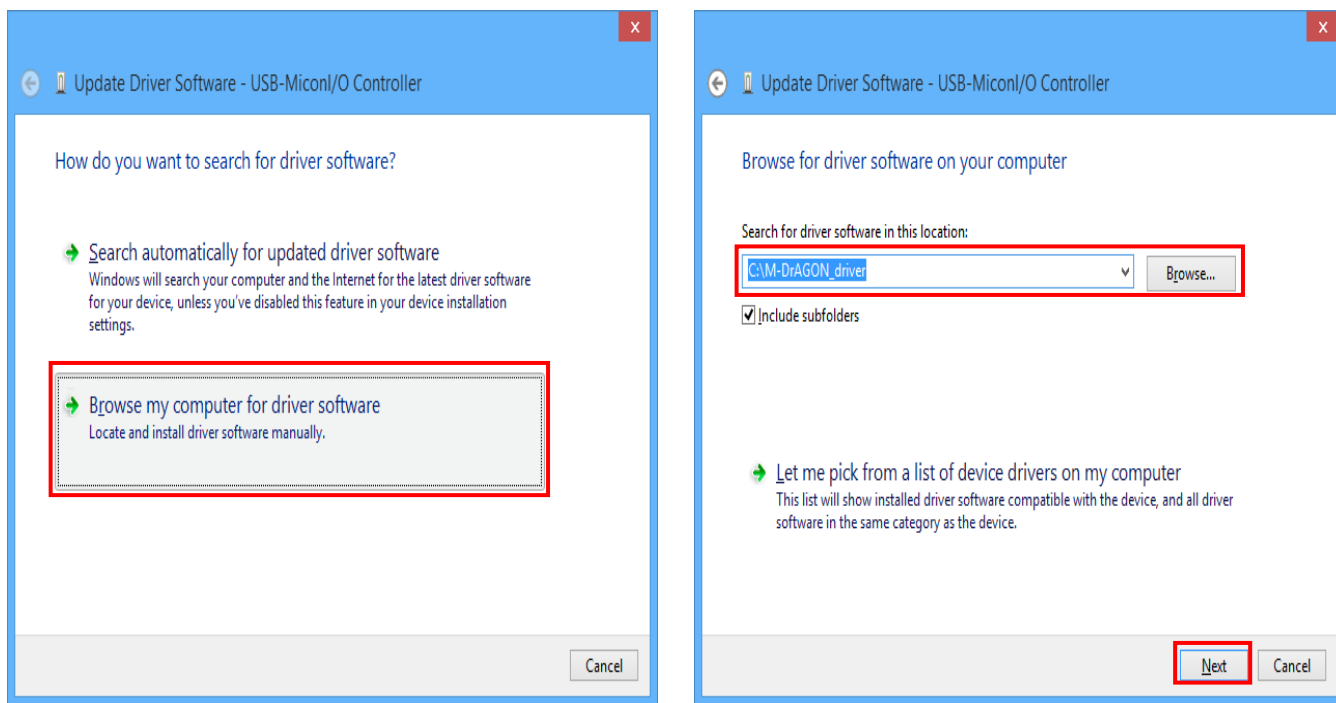 x
Update Driver Software - USB-MiconI/O Controller
How do you want to search for driver software?
Search automatically for updated driver software
Windows will search your computer and the Internet for the latest driver software
for your device, unless you've disabled this feature in your device installation
settings.
Browse my computer for driver software
Locate and install driver software manually.
Cancel
x
Update Driver Software - USB-MiconI/O Controller
Browse for driver software on your computer
Search for driver software in this location:
C:\M-DrAGON_driver
Browse...
Include subfolders
Let me pick from a list of device drivers on my computer
This list will show installed driver software compatible with the device, and all driver
software in the same category as the device.
Next
Cancel